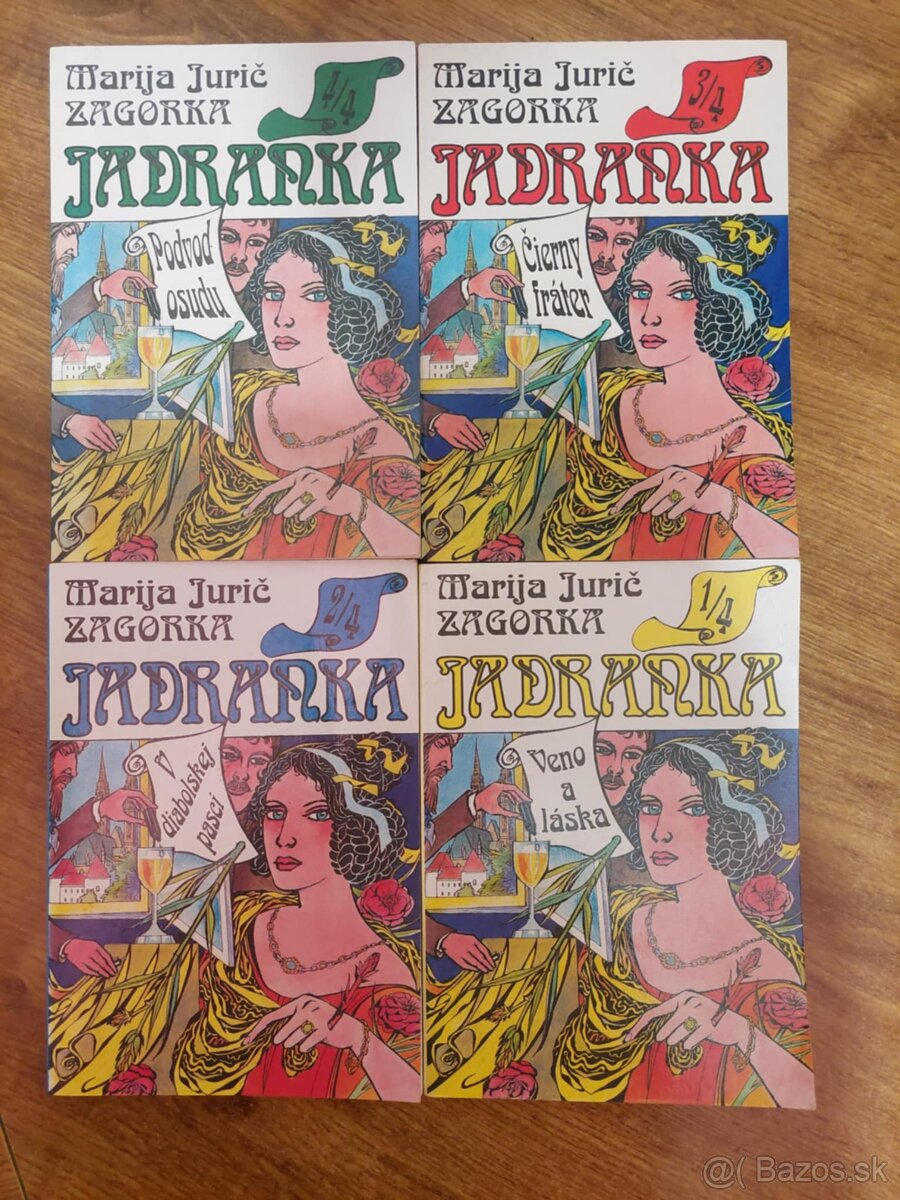 Marija Jurič
ZAGORKA
4/4
JADRANKA
Podvod
osudu
Marija Jurič
ZAGORKA
3/4
JADRANKA
Čierny
fráter
Marija Jurič
ZAGORKA
2/4
JADRANKA
V
diabolskej
pasci
Marija Jurič
ZAGORKA
1/4
JADRANKA
Veno
a
láska
@( Bazos.sk